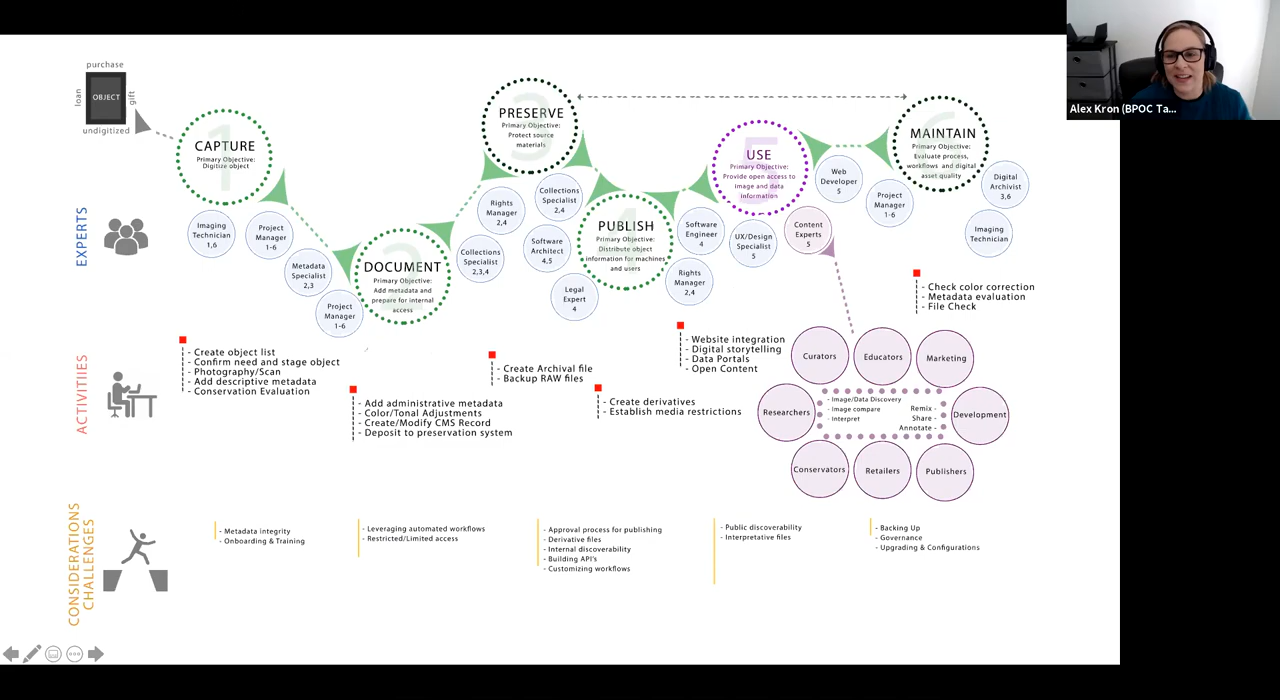 purchase
loan
OBJECT
gift
undigitized
1
CAPTURE
Primary Objective:
Digitize object
2
DOCUMENT
Primary Objective:
Add metadata and
prepare for internal
access
3
PRESERVE
Primary Objective:
Protect source
materials
4
PUBLISH
Primary Objective:
Distribute object
information for machines
and users
5
USE
Primary Objective:
Provide open access to
image and data
information
6
MAINTAIN
Primary Objective:
Evaluate process,
workflows and digital
asset quality
Alex Kron (BPOC Ta...
EXPERTS
Imaging
Technician
1,6
Project
Manager
1-6
Metadata
Specialist
2,3
Project
Manager
1-6
Collections
Specialist
2,3,4
Rights
Manager
2,4
Collections
Specialist
2,4
Software
Architect
4,5
Legal
Expert
4
Software
Engineer
4
Rights
Manager
2,4
UX/Design
Specialist
5
Content
Experts
5
Web
Developer
5
Project
Manager
1-6
Digital
Archivist
3,6
Imaging
Technician
ACTIVITIIES
- Create object list
- Confirm need and stage object
- Photography/Scan
- Add descriptive metadata
- Conservation Evaluation
- Add administrative metadata
- Color/Tonal Adjustments
- Create/Modify CMS Record
- Deposit to preservation system
- Create Archival file
- Backup RAW files
- Create derivatives
- Establish media restrictions
- Website integration
- Digital storytelling
- Data Portals
- Open Content
- Check color correction
- Metadata evaluation
- File Check
Curators
Educators
Marketing
Researchers
- Image/Data Discovery
- Image compare
- Interpret
Remix -
Share -
Annotate -
Development
Conservators
Retailers
Publishers
CONSIDERATIONS
CHALLENGES
- Metadata integrity
- Onboarding & Training
- Leveraging automated workflows
- Restricted/Limited access
- Approval process for publishing
- Derivative files
- Internal discoverability
- Building API's
- Customizing workflows
- Public discoverability
- Interpretive files
- Backing Up
- Governance
- Upgrading & Configurations